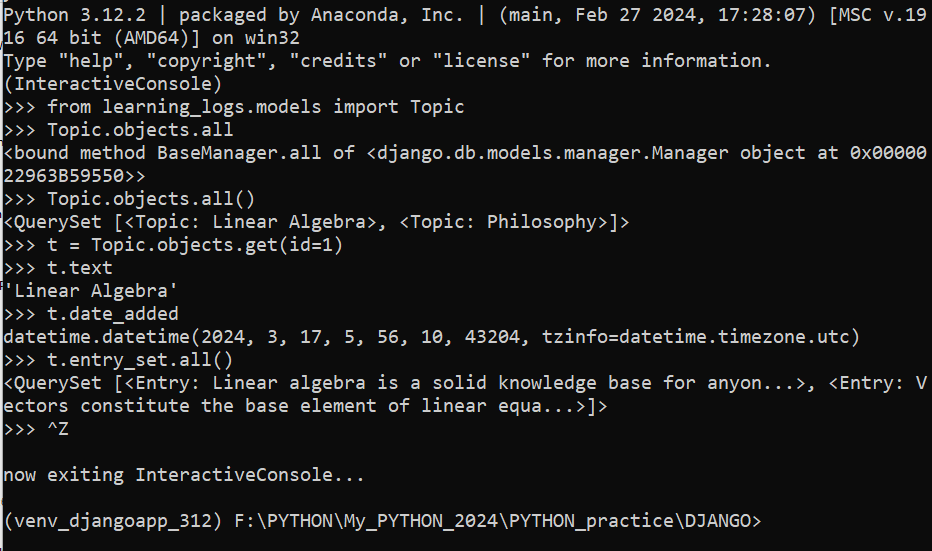 Python 3.12.2 | packaged by Anaconda, Inc. | (main, Feb 27 2024, 17:28:07) [MSC v.19
16 64 bit (AMD64)] on win32
Type "help", "copyright", "credits" or "license" for more information.
(InteractiveConsole)
>>> from learning_logs.models import Topic
>>> Topic.objects.all
<bound method BaseManager.all of <django.db.models.manager.Manager object at 0x00000
22963B59550>>
>>> Topic.objects.all()
<QuerySet [<Topic: Linear Algebra>, <Topic: Philosophy>]>
>>> t = Topic.objects.get(id=1)
>>> t.text
'Linear Algebra'
>>> t.date_added
datetime.datetime(2024, 3, 17, 5, 56, 10, 43204, tzinfo=datetime.timezone.utc)
>>> t.entry_set.all()
<QuerySet [<Entry: Linear algebra is a solid knowledge base for anyon...>, <Entry: V
ectors constitute the base element of linear equa...>]>
>>> ^Z
now exiting InteractiveConsole...
(venv_djangoapp_312) F:\PYTHON\My_PYTHON_2024\PYTHON_practice\DJANGO>